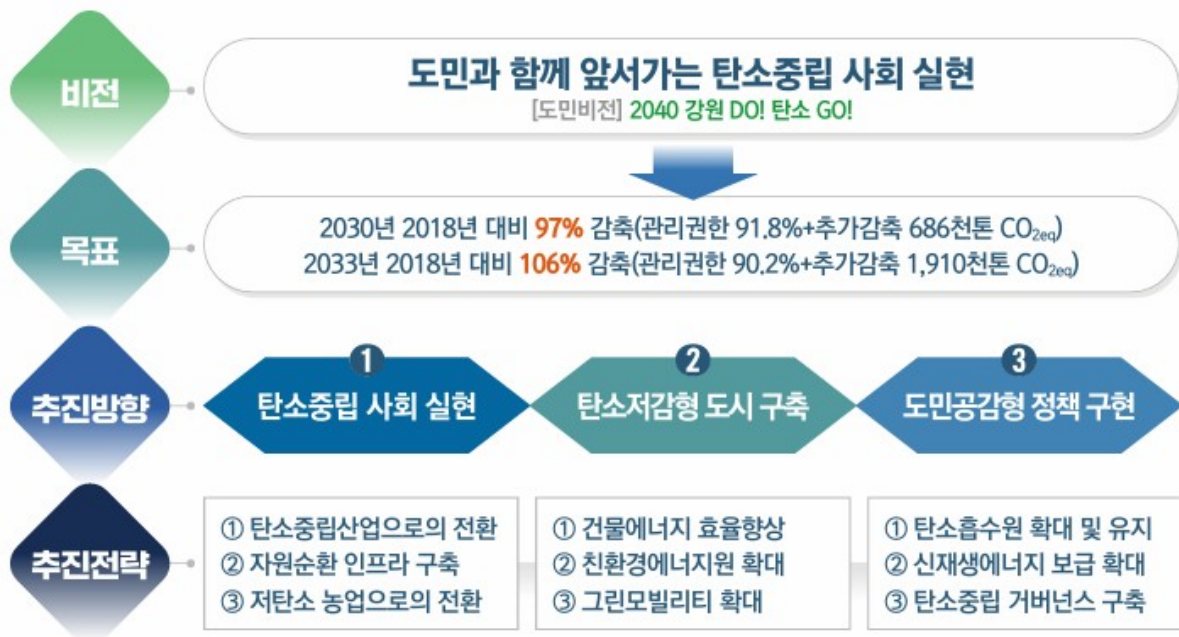 비전
도민과 함께 앞서가는 탄소중립 사회 실현
[도민비전] 2040 강원 DO! 탄소 GO!
목표
2030년 2018년 대비 97% 감축(관리권한 91.8%+추가감축 686천톤 CO2eq)
2033년 2018년 대비 106% 감축(관리권한 90.2%+추가감축 1,910천톤 CO2eq)
추진방향
1
탄소중립 사회 실현
2
탄소저감형 도시 구축
3
도민공감형 정책 구현
추진전략
① 탄소중립산업으로의 전환
② 자원순환 인프라 구축
③ 저탄소 농업으로의 전환
① 건물에너지 효율향상
② 친환경에너지원 확대
③ 그린모빌리티 확대
① 탄소흡수원 확대 및 유지
② 신재생에너지 보급 확대
③ 탄소중립 거버넌스 구축